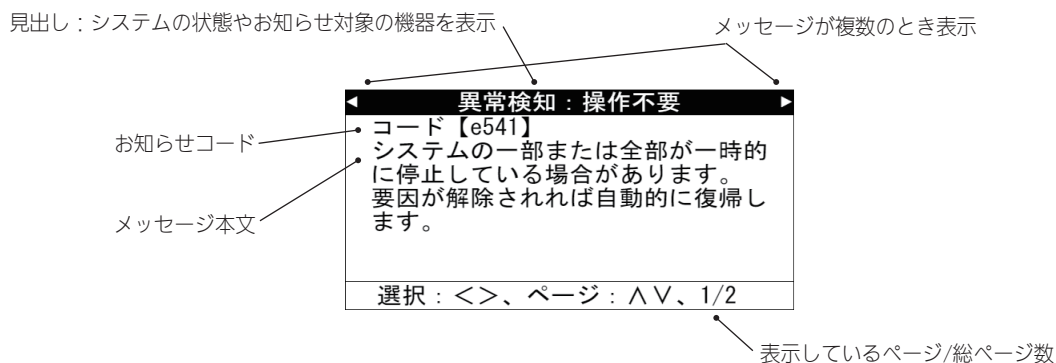 見出し：システムの状態やお知らせ対象の機器を表示
メッセージが複数のとき表示
◀ 異常検知：操作不要 ▶
お知らせコード
コード【e541】
システムの一部または全部が一時的
に停止している場合があります。
要因が解除されれば自動的に復帰し
ます。
メッセージ本文
選択：＜＞、ページ：∧∨、1/2
表示しているページ/総ページ数